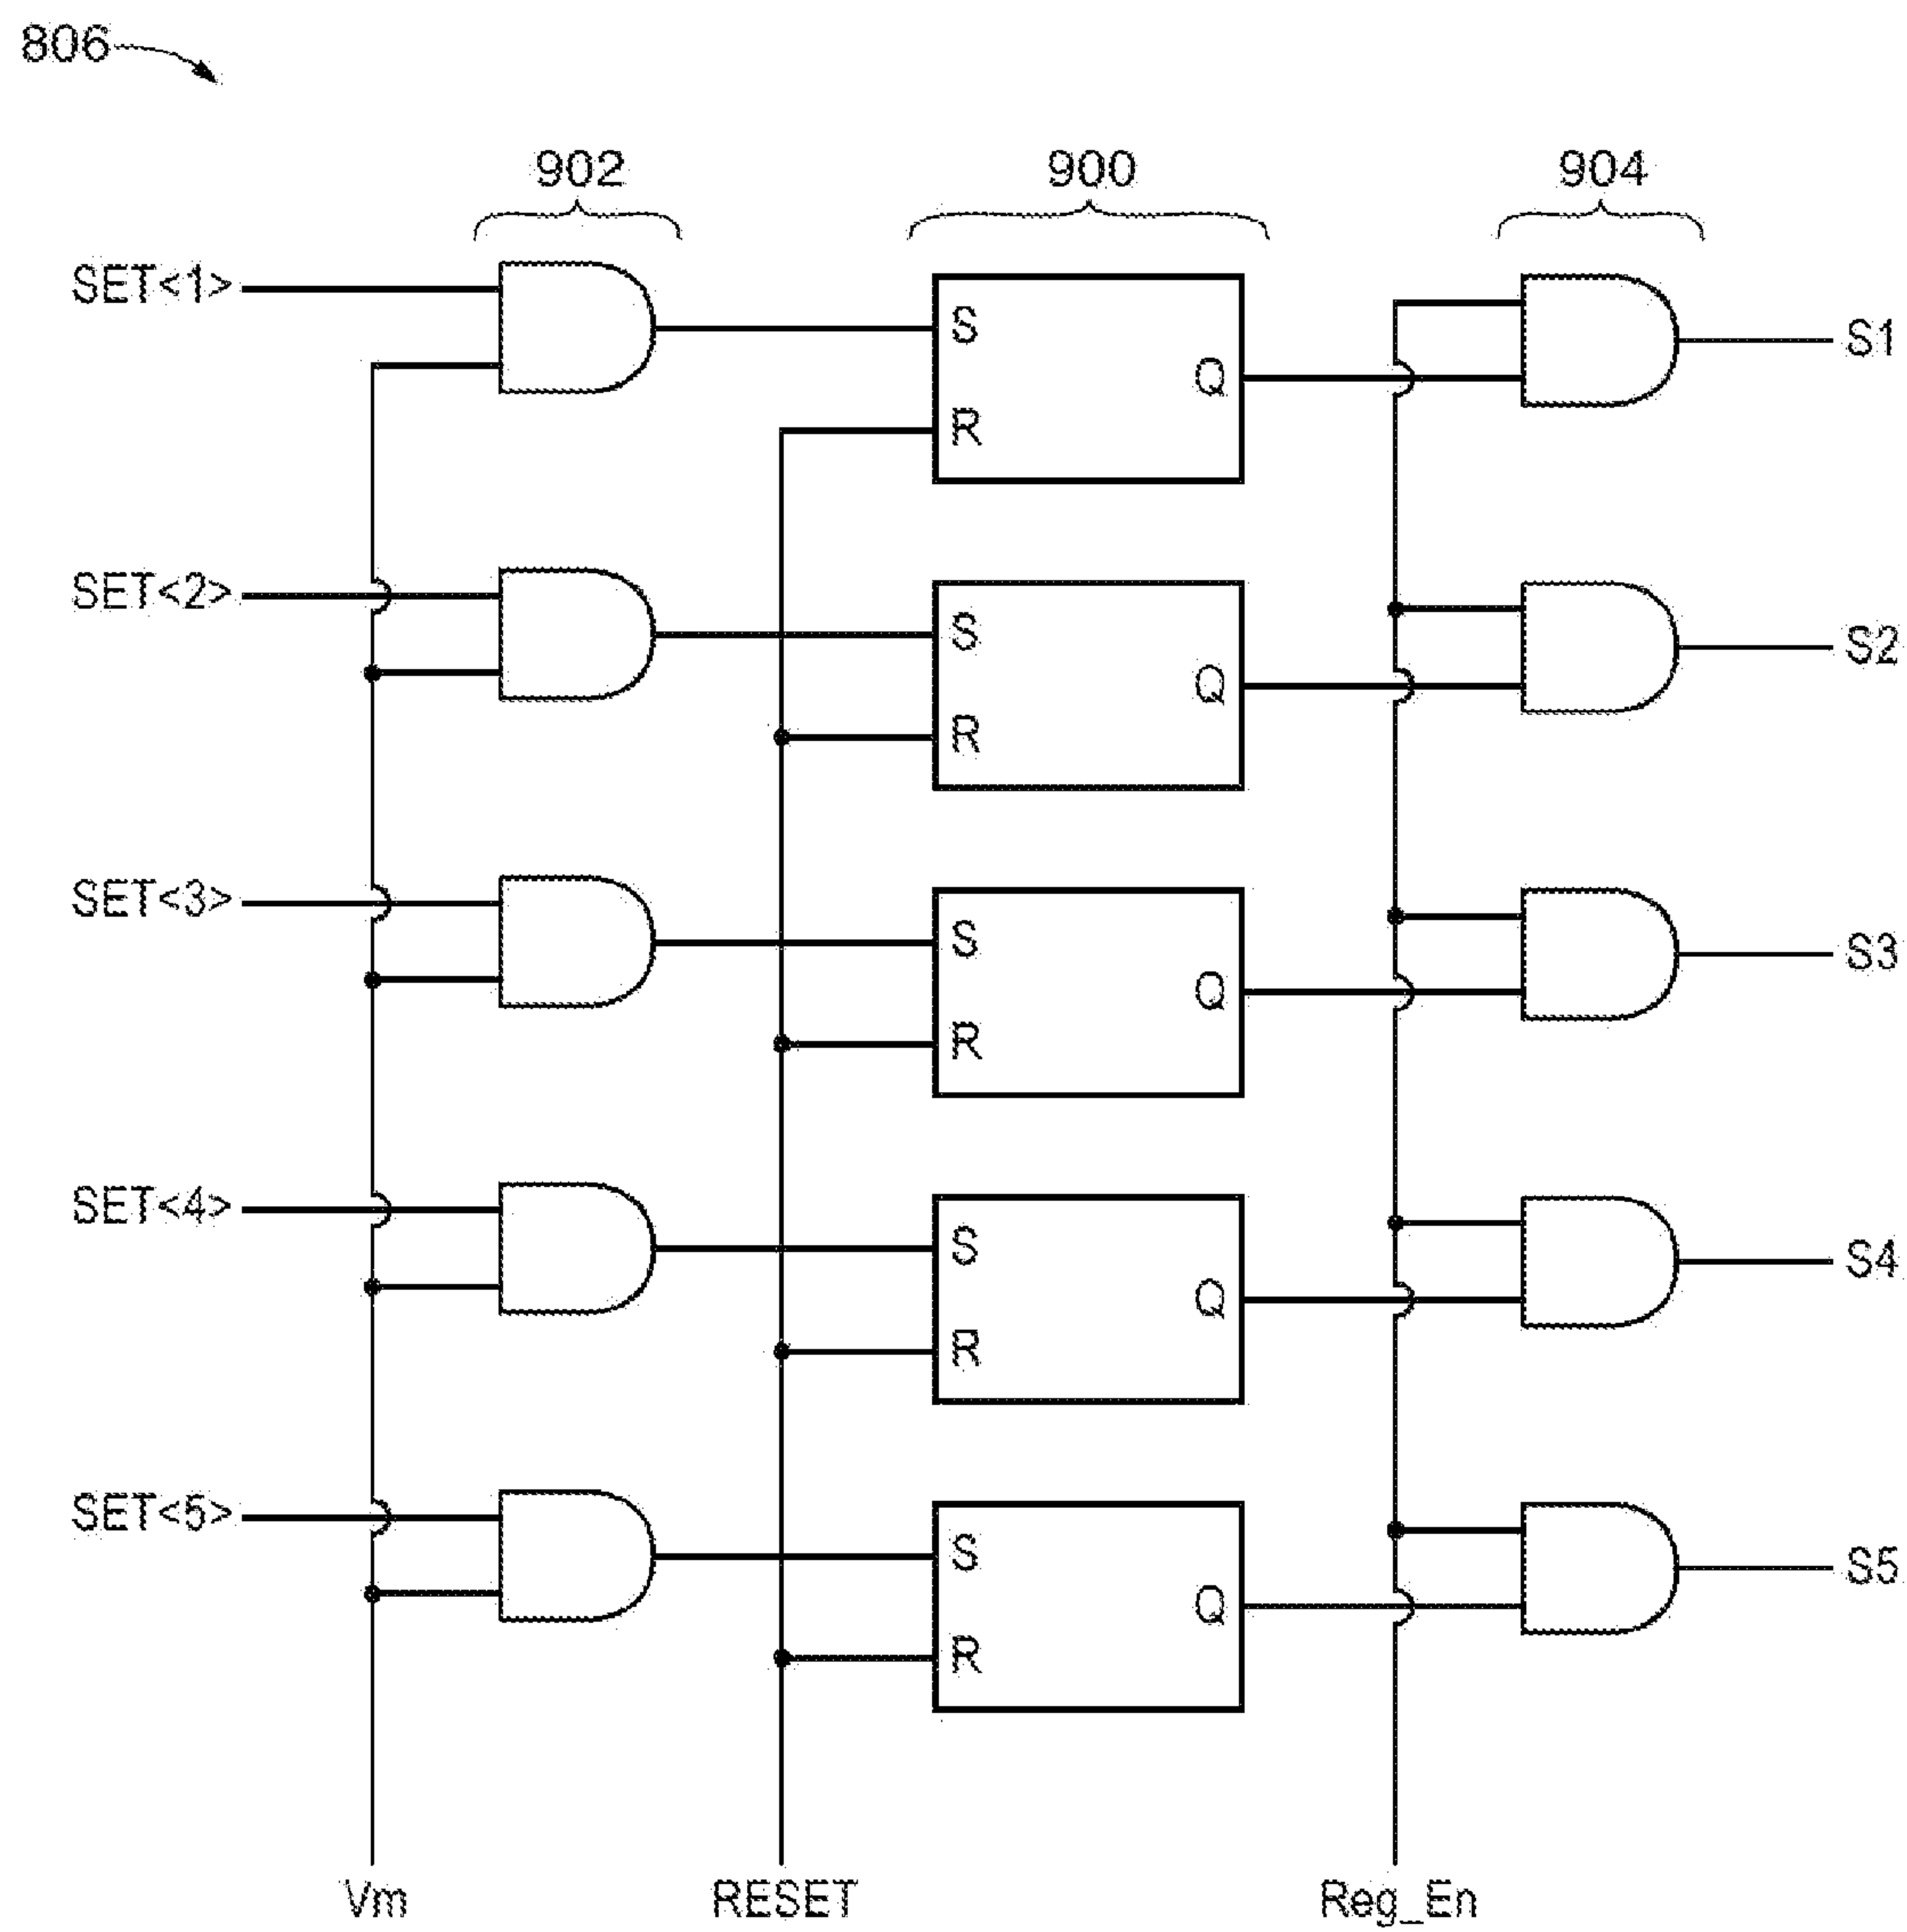 806
902 900 904
SET<1> S Q R S1
SET<2> S Q R S2
SET<3> S Q R S3
SET<4> S Q R S4
SET<5> S Q R S5
Vm RESET Reg_En